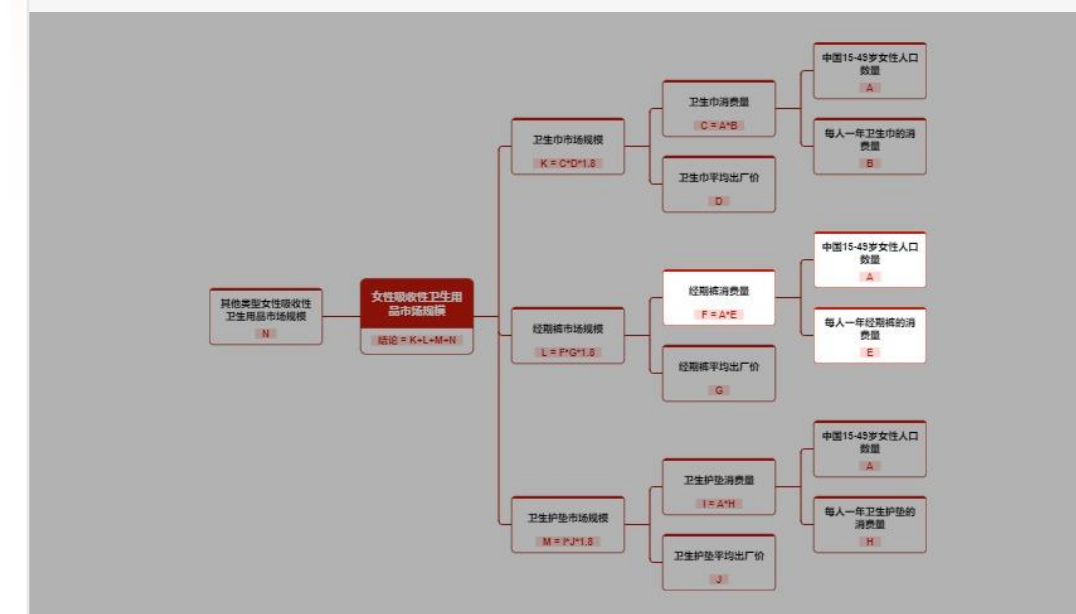 中国15-49岁女性人口
数量
A
卫生巾消费量
C = A*B
每人一年卫生巾的消
费量
B
卫生巾市场规模
K = C*D*1.8
卫生巾平均出厂价
D
中国15-49岁女性人口
数量
A
经期裤消费量
F = A*E
每人一年经期裤的消
费量
E
其他类型女性吸收性
卫生用品市场规模
N
女性吸收性卫生用
品市场规模
结论 = K+L+M+N
经期裤市场规模
L = F*G*1.8
经期裤平均出厂价
G
中国15-49岁女性人口
数量
A
卫生护垫消费量
I = A*H
每人一年卫生护垫的
消费量
H
卫生护垫市场规模
M = I*J*1.8
卫生护垫平均出厂价
J